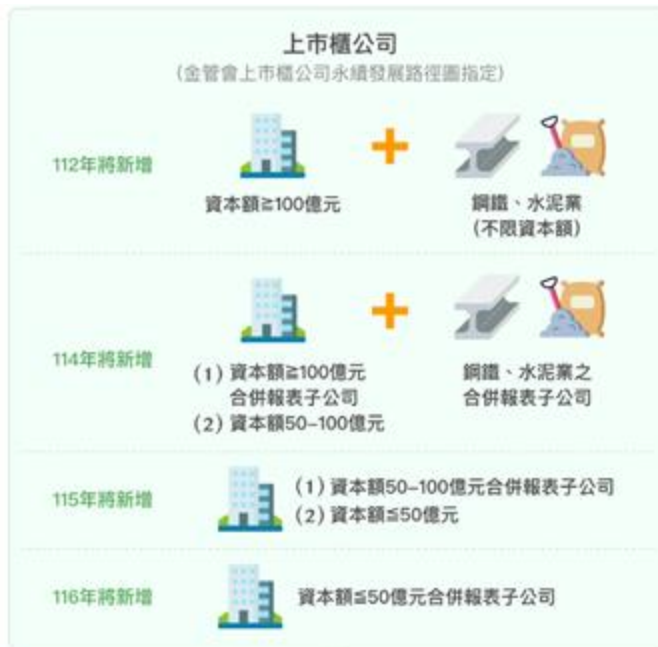 上市櫃公司
(金管會上市櫃公司永續發展路徑圖指定)
112年將新增
資本額≧100億元
鋼鐵、水泥業
(不限資本額)
114年將新增
(1) 資本額≧100億元
合併報表子公司
(2) 資本額50-100億元
鋼鐵、水泥業之
合併報表子公司
115年將新增
(1) 資本額50-100億元合併報表子公司
(2) 資本額≦50億元
116年將新增
資本額≦50億元合併報表子公司